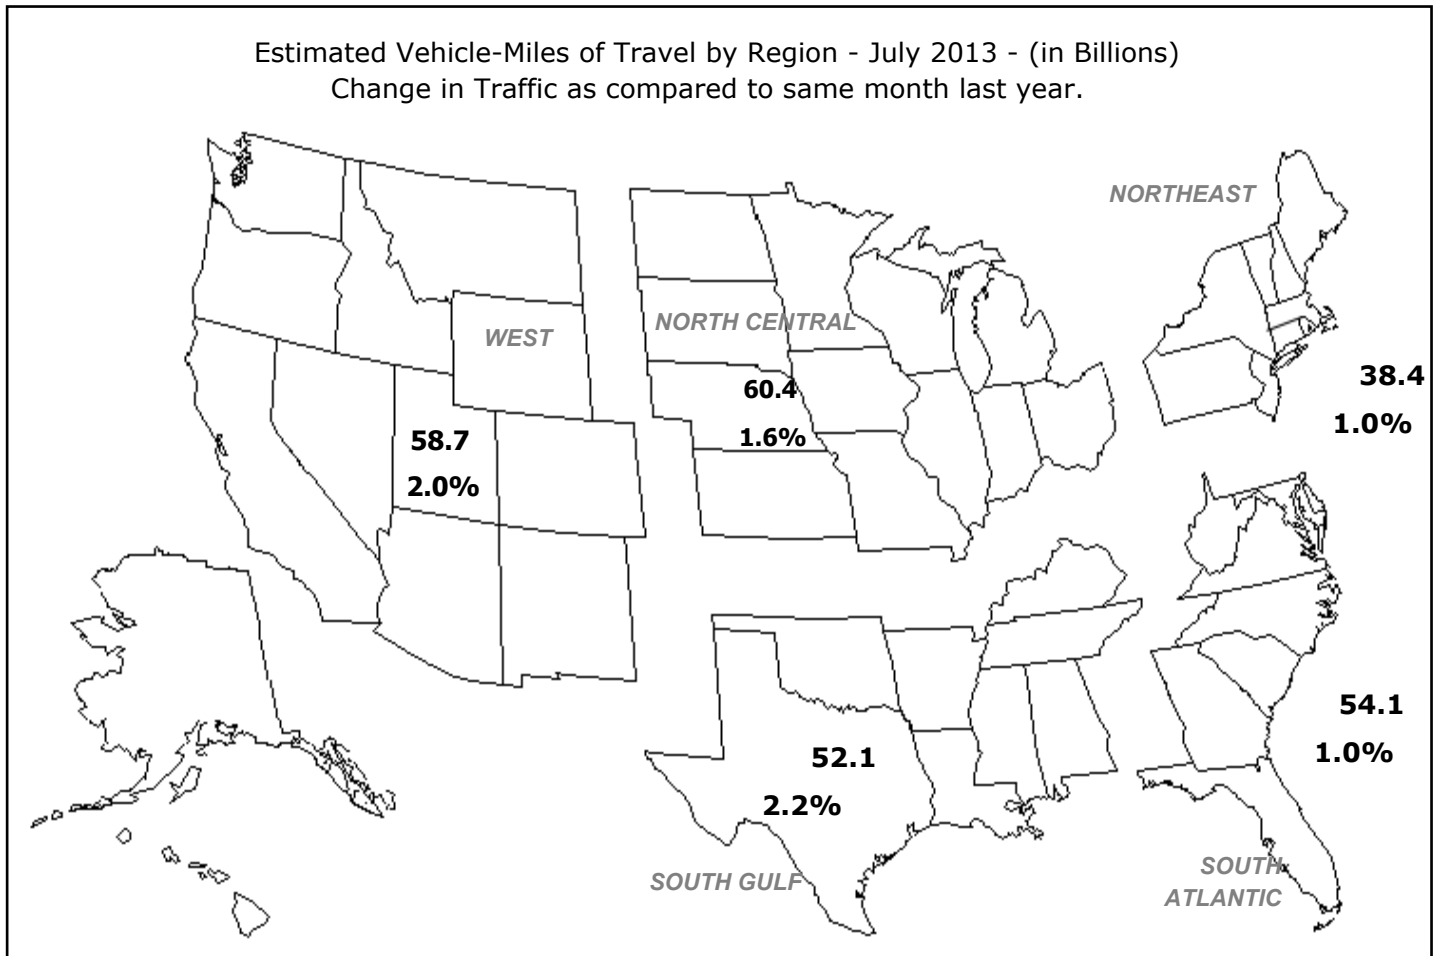 Estimated Vehicle-Miles of Travel by Region - July 2013 - (in Billions)
Change in Traffic as compared to same month last year.
NORTHEAST
38.4
1.0%
WEST
58.7
2.0%
NORTH CENTRAL
60.4
1.6%
SOUTH GULF
52.1
2.2%
SOUTH
ATLANTIC
54.1
1.0%